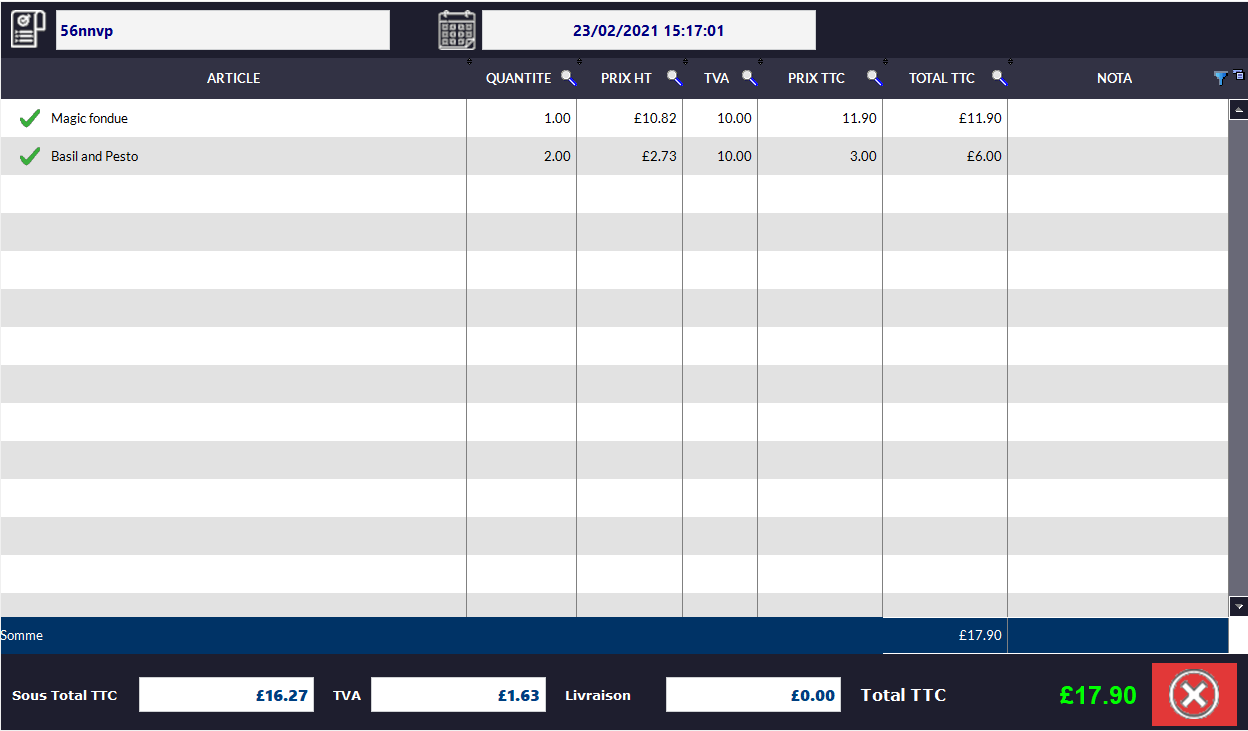 56nnvp 23/02/2021 15:17:01
ARTICLE QUANTITE PRIX HT TVA PRIX TTC TOTAL TTC NOTA
Magic fondue 1.00 £10.82 10.00 11.90 £11.90
Basil and Pesto 2.00 £2.73 10.00 3.00 £6.00
Somme £17.90
Sous Total TTC £16.27 TVA £1.63 Livraison £0.00 Total TTC £17.90